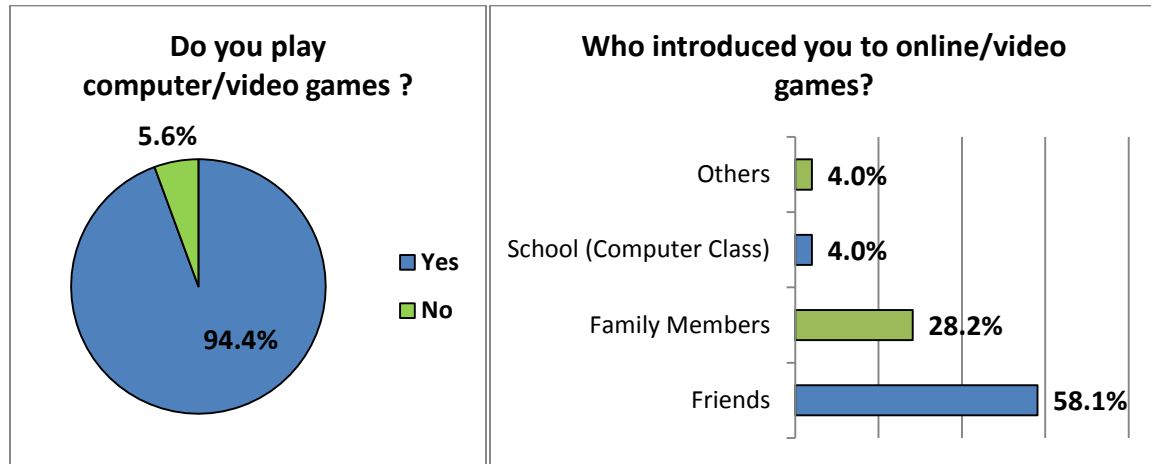 Do you play
computer/video games ?
5.6%
94.4%
Yes
No
Who introduced you to online/video
games?
Others
4.0%
School (Computer Class)
4.0%
Family Members
28.2%
Friends
58.1%